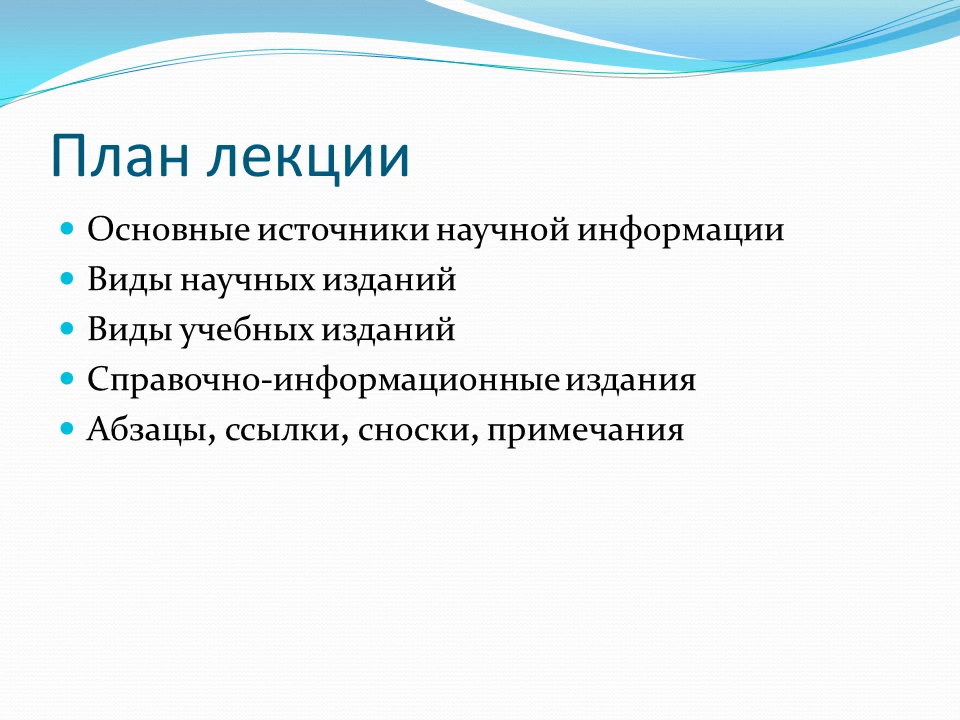 План лекции
Основные источники научной информации
Виды научных изданий
Виды учебных изданий
Справочно-информационные издания
Абзацы, ссылки, сноски, примечания